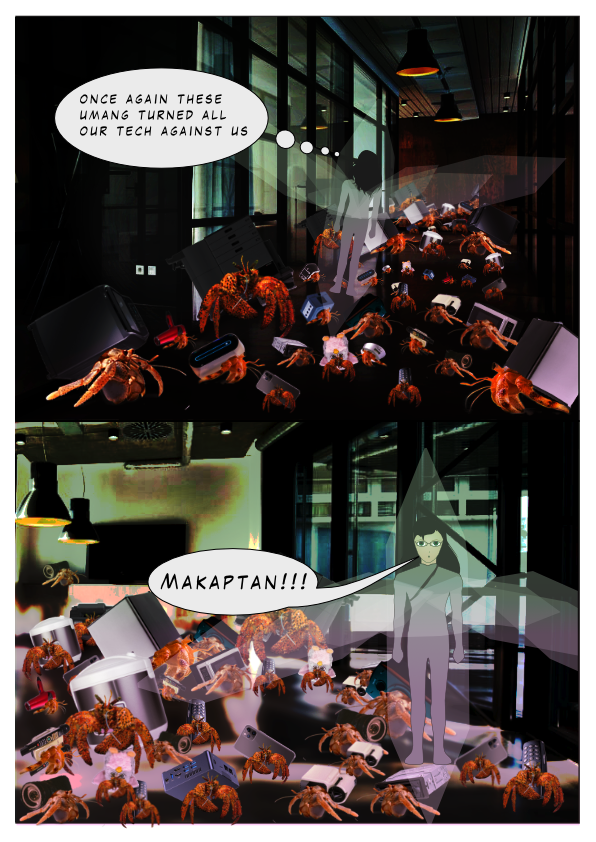 ONCE AGAIN THESE
UMANG TURNED ALL
OUR TECH AGAINST US
MAKAPTAN!!!